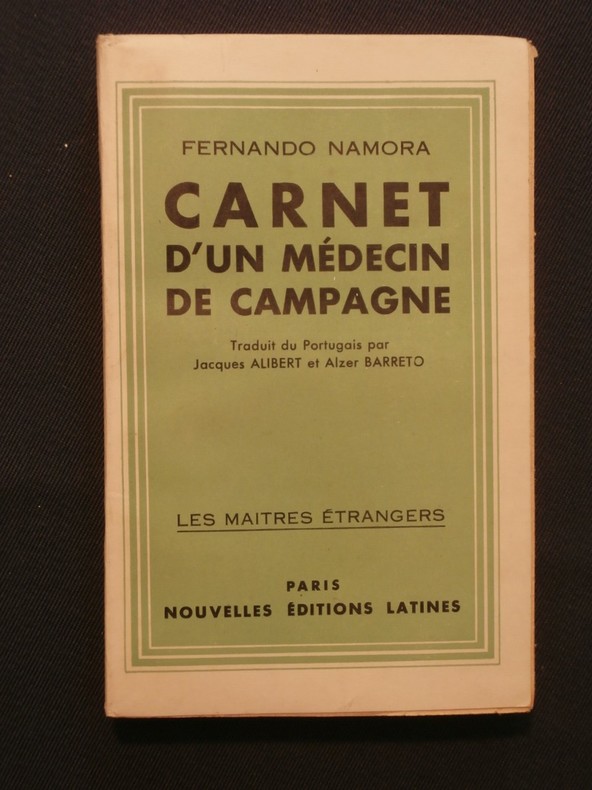 FERNANDO NAMORA
CARNET
D'UN MÉDECIN
DE CAMPAGNE
Traduit du Portugais par
Jacques ALIBERT et Alzer BARRETO
LES MAITRES ÉTRANGERS
PARIS
NOUVELLES ÉDITIONS LATINES